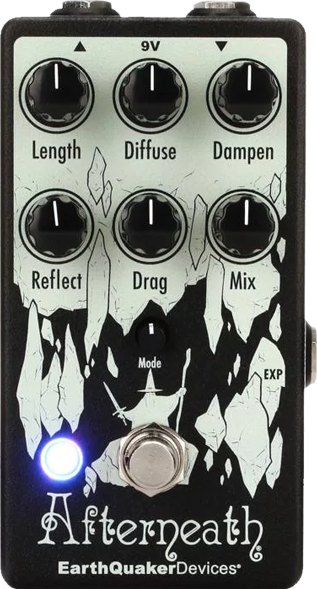 9V
Length Diffuse Dampen
Reflect Drag Mix
Mode
EXP
Afterneath
EarthQuakerDevices®